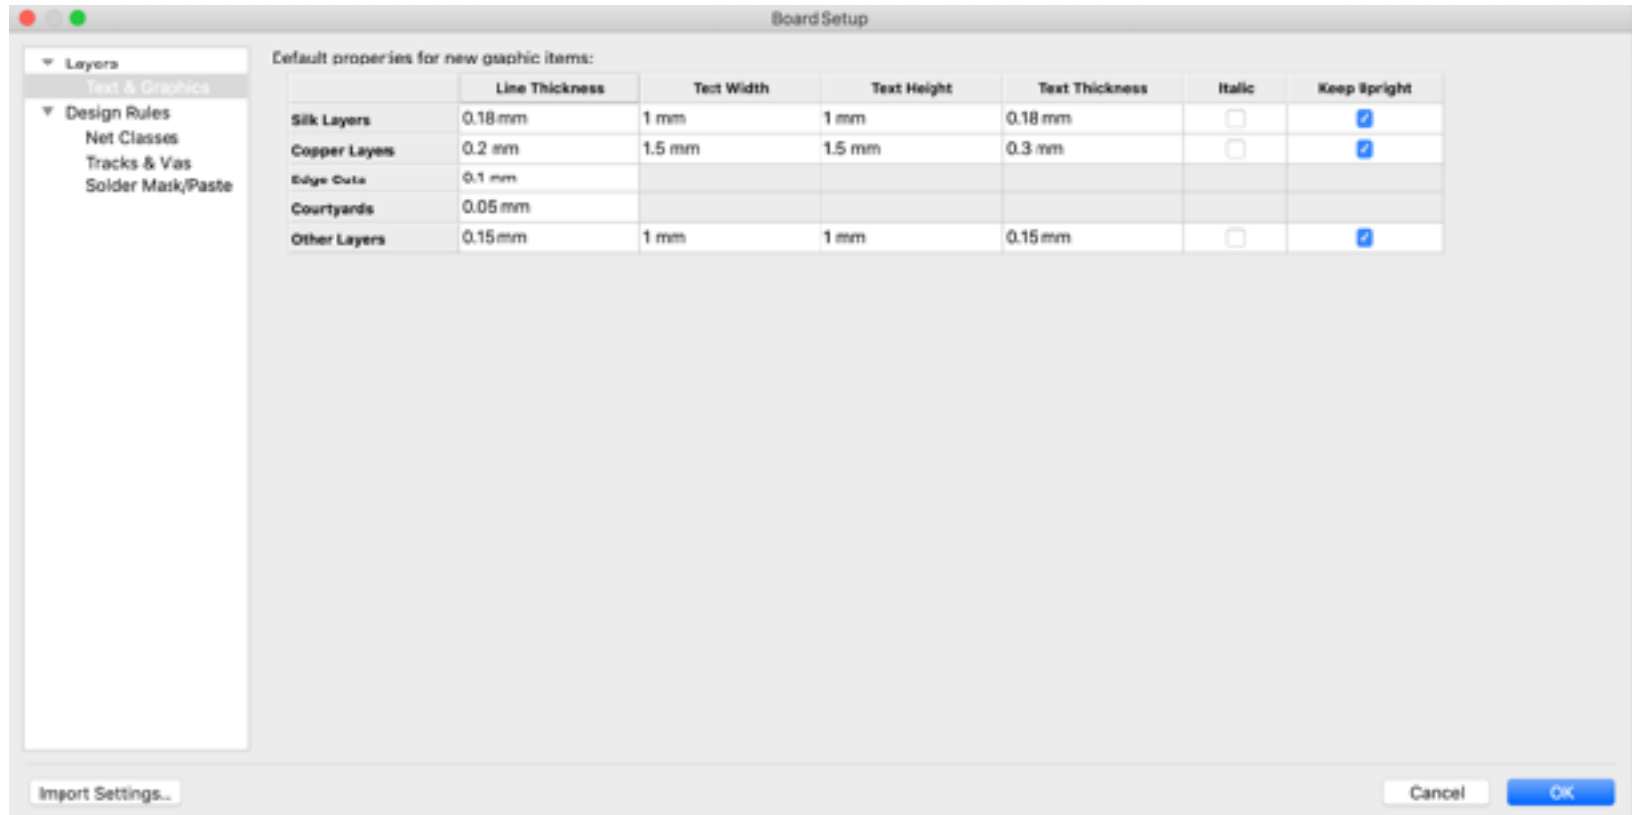 Board Setup
Layers
Text & Graphics
Design Rules
Net Classes
Tracks & Vias
Solder Mask/Paste
Default properties for new graphic items:
Line Thickness Text Width Text Height Text Thickness Italic Keep Upright
Silk Layers 0.18 mm 1 mm 1 mm 0.18 mm
Copper Layers 0.2 mm 1.5 mm 1.5 mm 0.3 mm
Edge Cuts 0.1 mm
Courtyards 0.05 mm
Other Layers 0.15 mm 1 mm 1 mm 0.15 mm
Import Settings...
Cancel OK